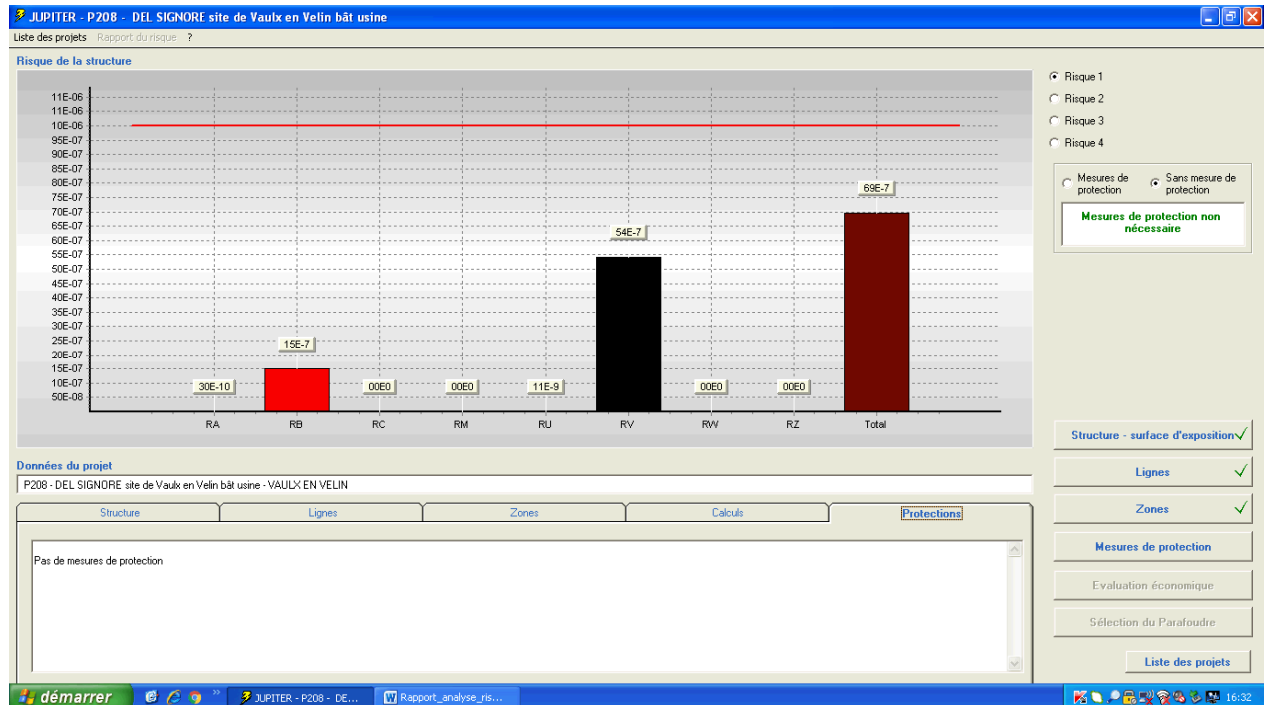 JUPITER - P208 - DEL SIGNORE site de Vaulx en Velin bât usine
Liste des projets Rapport du risque ?
Risque de la structure
11E-06
11E-06
10E-06
95E-07
90E-07
85E-07
80E-07
75E-07
70E-07
65E-07
60E-07
55E-07
50E-07
45E-07
40E-07
35E-07
30E-07
25E-07
20E-07
15E-07
10E-07
50E-08
30E-10
15E-7
00E0
00E0
11E-9
54E-7
00E0
00E0
69E-7
RA RB RC RM RU RV RW RZ Total
Risque 1
Risque 2
Risque 3
Risque 4
Mesures de protection
Sans mesure de protection
Mesures de protection non
nécessaire
Structure - surface d'exposition
Lignes
Zones
Mesures de protection
Evaluation économique
Sélection du Parafoudre
Liste des projets
Données du projet
P208 - DEL SIGNORE site de Vaulx en Velin bât usine - VAULX EN VELIN
Structure Lignes Zones Calculs Protections
Pas de mesures de protection
démarrer » JUPITER - P208 - DE... Rapport_analyse_ris... 16:32